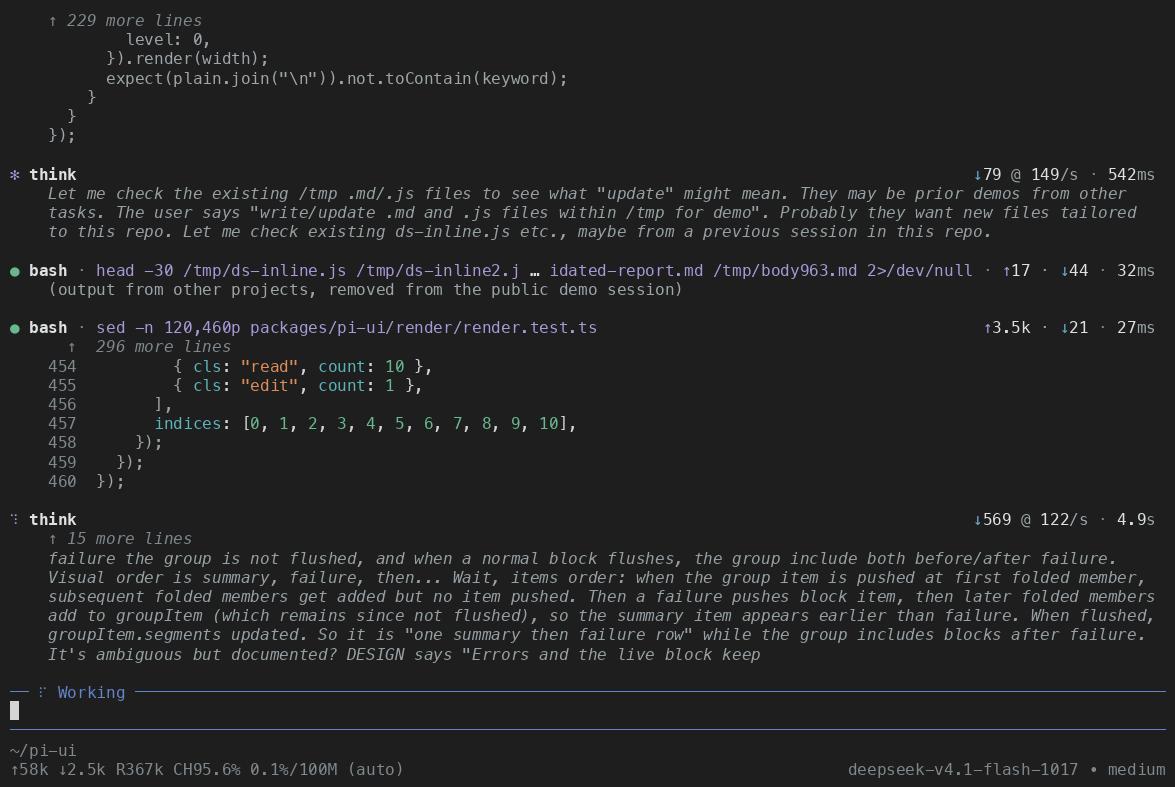 ↑ 229 more lines
level: 0,
}).render(width);
expect(plain.join("\n")).not.toContain(keyword);
}
}
});
✻ think ↓79 @ 149/s · 542ms
Let me check the existing /tmp .md/.js files to see what "update" might mean. They may be prior demos from other
tasks. The user says "write/update .md and .js files within /tmp for demo". Probably they want new files tailored
to this repo. Let me check existing ds-inline.js etc., maybe from a previous session in this repo.
● bash · head -30 /tmp/ds-inline.js /tmp/ds-inline2.j … idated-report.md /tmp/body963.md 2>/dev/null · ↑17 · ↓44 · 32ms
(output from other projects, removed from the public demo session)
● bash · sed -n 120,460p packages/pi-ui/render/render.test.ts ↑3.5k · ↓21 · 27ms
↑ 296 more lines
454 { cls: "read", count: 10 },
455 { cls: "edit", count: 1 },
456 ],
457 indices: [0, 1, 2, 3, 4, 5, 6, 7, 8, 9, 10],
458 });
459 });
460 });
think ↓569 @ 122/s · 4.9s
↑ 15 more lines
failure the group is not flushed, and when a normal block flushes, the group include both before/after failure.
Visual order is summary, failure, then... Wait, items order: when the group item is pushed at first folded member,
subsequent folded members get added but no item pushed. Then a failure pushes block item, then later folded members
add to groupItem (which remains since not flushed), so the summary item appears earlier than failure. When flushed,
groupItem.segments updated. So it is "one summary then failure row" while the group includes blocks after failure.
It's ambiguous but documented? DESIGN says "Errors and the live block keep
Working
~/pi-ui
↑58k ↓2.5k R367k CH95.6% 0.1%/100M (auto) deepseek-v4.1-flash-1017 • medium